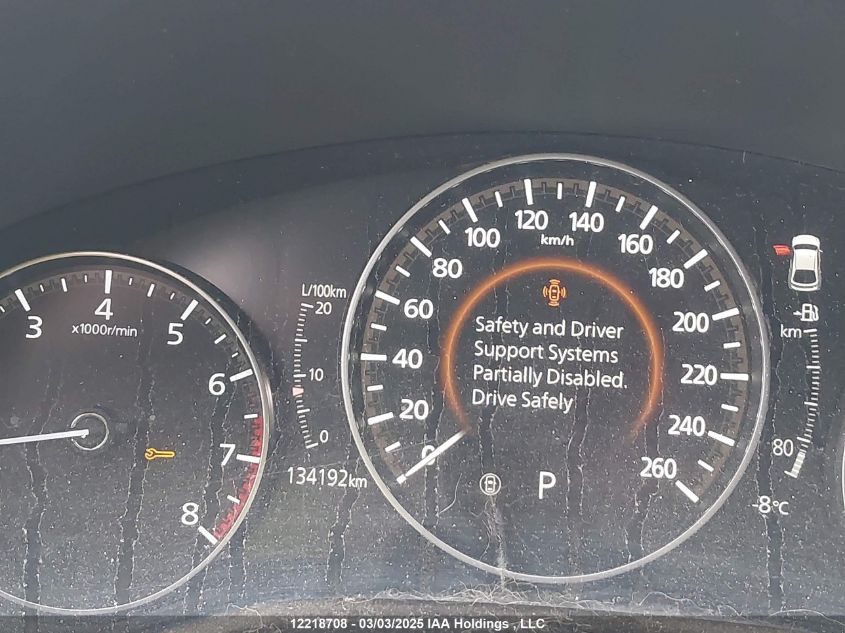 3
4
5
6
7
8
x1000r/min
L/100km
20
10
0
134192km
0
20
40
60
80
100
120
140
160
180
200
220
240
260
km/h
Safety and Driver
Support Systems
Partially Disabled.
Drive Safely
P
km
80
-8°C
12218708 - 03/03/2025 IAA Holdings , LLC